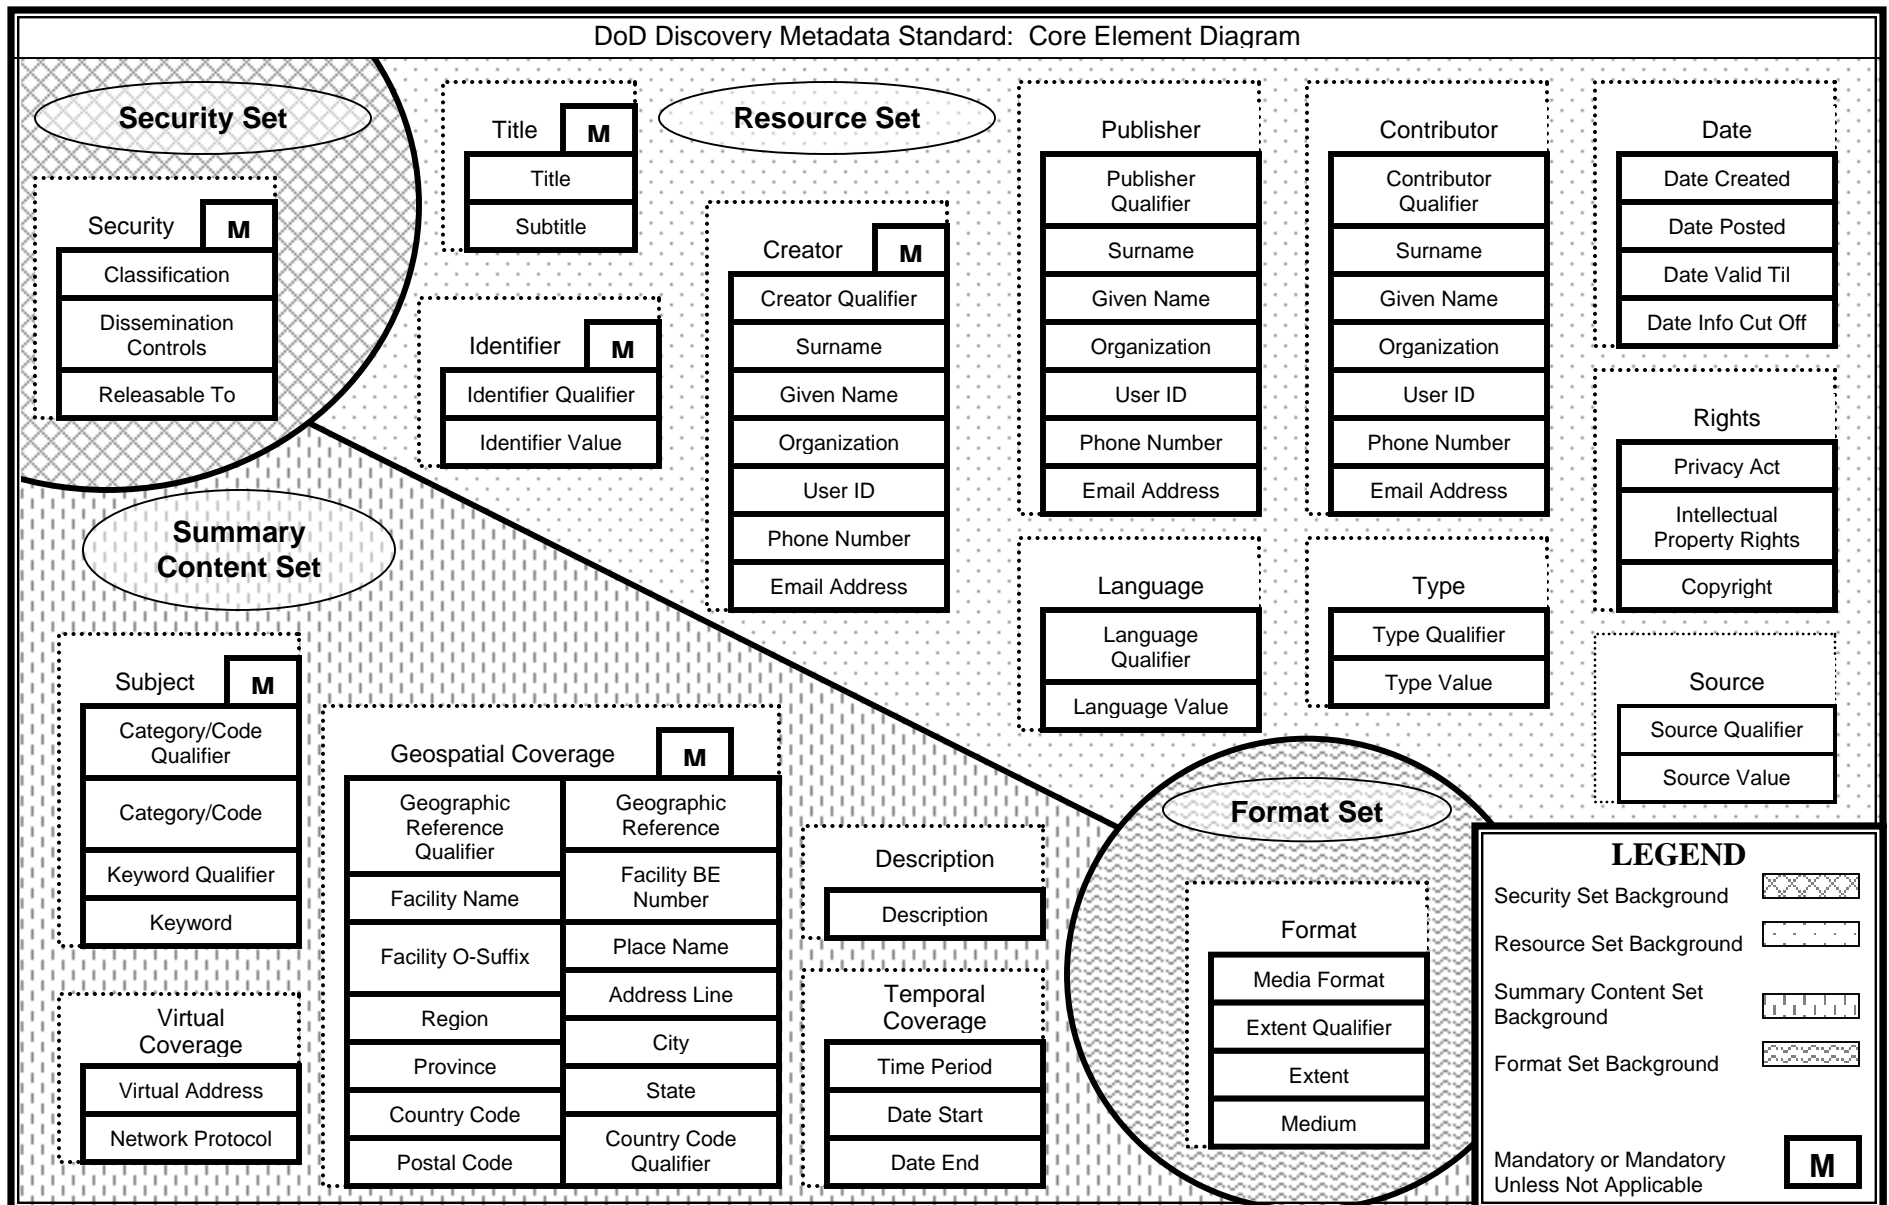 DoD Discovery Metadata Standard: Core Element Diagram
Security Set
Security
M
Classification
Dissemination
Controls
Releasable To
Resource Set
Title
M
Title
Subtitle
Identifier
M
Identifier Qualifier
Identifier Value
Creator
M
Creator Qualifier
Surname
Given Name
Organization
User ID
Phone Number
Email Address
Publisher
Publisher
Qualifier
Surname
Given Name
Organization
User ID
Phone Number
Email Address
Contributor
Contributor
Qualifier
Surname
Given Name
Organization
User ID
Phone Number
Email Address
Date
Date Created
Date Posted
Date Valid Til
Date Info Cut Off
Rights
Privacy Act
Intellectual
Property Rights
Copyright
Language
Language
Qualifier
Language Value
Type
Type Qualifier
Type Value
Source
Source Qualifier
Source Value
Summary
Content Set
Subject
M
Category/Code
Qualifier
Category/Code
Keyword Qualifier
Keyword
Virtual
Coverage
Virtual Address
Network Protocol
Geospatial Coverage
M
Geographic
Reference
Qualifier
Facility Name
Facility O-Suffix
Region
Province
Country Code
Postal Code
Geographic
Reference
Facility BE
Number
Place Name
Address Line
City
State
Country Code
Qualifier
Description
Description
Temporal
Coverage
Time Period
Date Start
Date End
Format Set
Format
Media Format
Extent Qualifier
Extent
Medium
LEGEND
Security Set Background
Resource Set Background
Summary Content Set
Background
Format Set Background
Mandatory or Mandatory
Unless Not Applicable
M